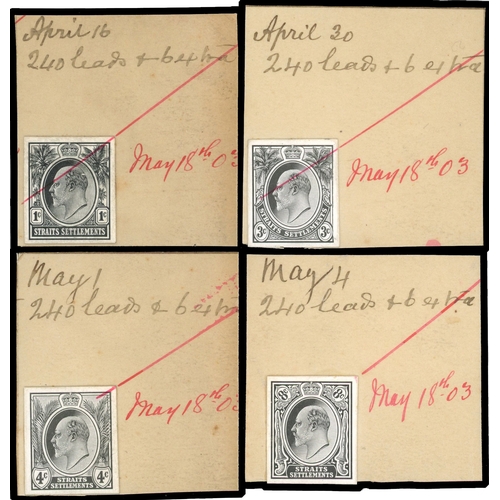 April 16
240 leads & 6 extra
May 18th 03
1c 1c
STRAITS SETTLEMENTS
April 30
240 leads & 6 extra
May 18th 03
STRAITS SETTLEMENTS
3c 3c
May 1
240 leads & 6 extra
May 18th 03
4c 4c
STRAITS
SETTLEMENTS
May 4
240 leads & 6 extra
May 18th 03
8c 8c
STRAITS
SETTLEMENTS